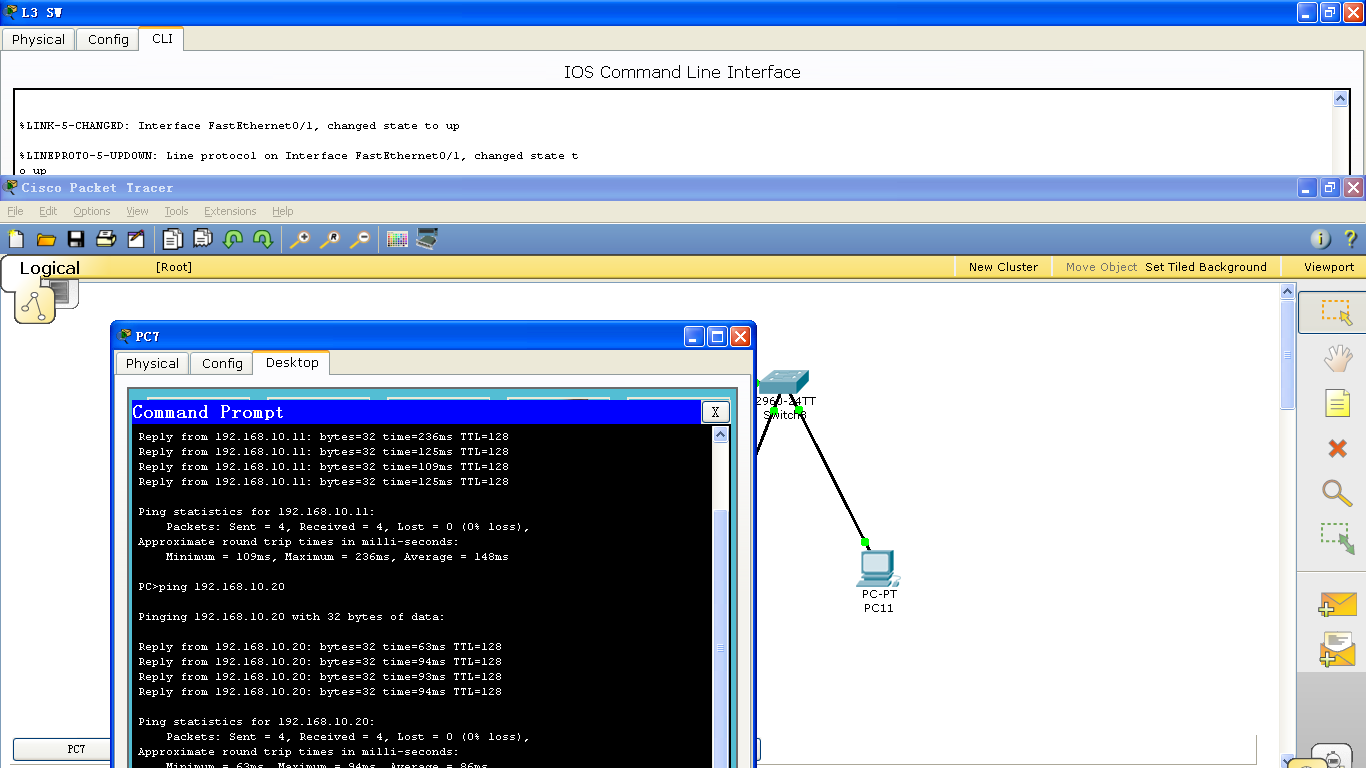 L3 SW
Physical Config CLI
IOS Command Line Interface
%LINK-5-CHANGED: Interface FastEthernet0/1, changed state to up
%LINEPROTO-5-UPDOWN: Line protocol on Interface FastEthernet0/1, changed state t
o up
Cisco Packet Tracer
File Edit Options View Tools Extensions Help
Logical [Root] New Cluster Move Object Set Tiled Background Viewport
PC7
Physical Config Desktop
Command Prompt X
Reply from 192.168.10.11: bytes=32 time=236ms TTL=128
Reply from 192.168.10.11: bytes=32 time=125ms TTL=128
Reply from 192.168.10.11: bytes=32 time=109ms TTL=128
Reply from 192.168.10.11: bytes=32 time=125ms TTL=128
Ping statistics for 192.168.10.11:
Packets: Sent = 4, Received = 4, Lost = 0 (0% loss),
Approximate round trip times in milli-seconds:
Minimum = 109ms, Maximum = 236ms, Average = 148ms
PC>ping 192.168.10.20
Pinging 192.168.10.20 with 32 bytes of data:
Reply from 192.168.10.20: bytes=32 time=63ms TTL=128
Reply from 192.168.10.20: bytes=32 time=94ms TTL=128
Reply from 192.168.10.20: bytes=32 time=93ms TTL=128
Reply from 192.168.10.20: bytes=32 time=94ms TTL=128
Ping statistics for 192.168.10.20:
Packets: Sent = 4, Received = 4, Lost = 0 (0% loss),
Approximate round trip times in milli-seconds:
Minimum = 63ms, Maximum = 94ms, Average = 86ms
2960-24TT
Switch8
PC-PT
PC11
PC7